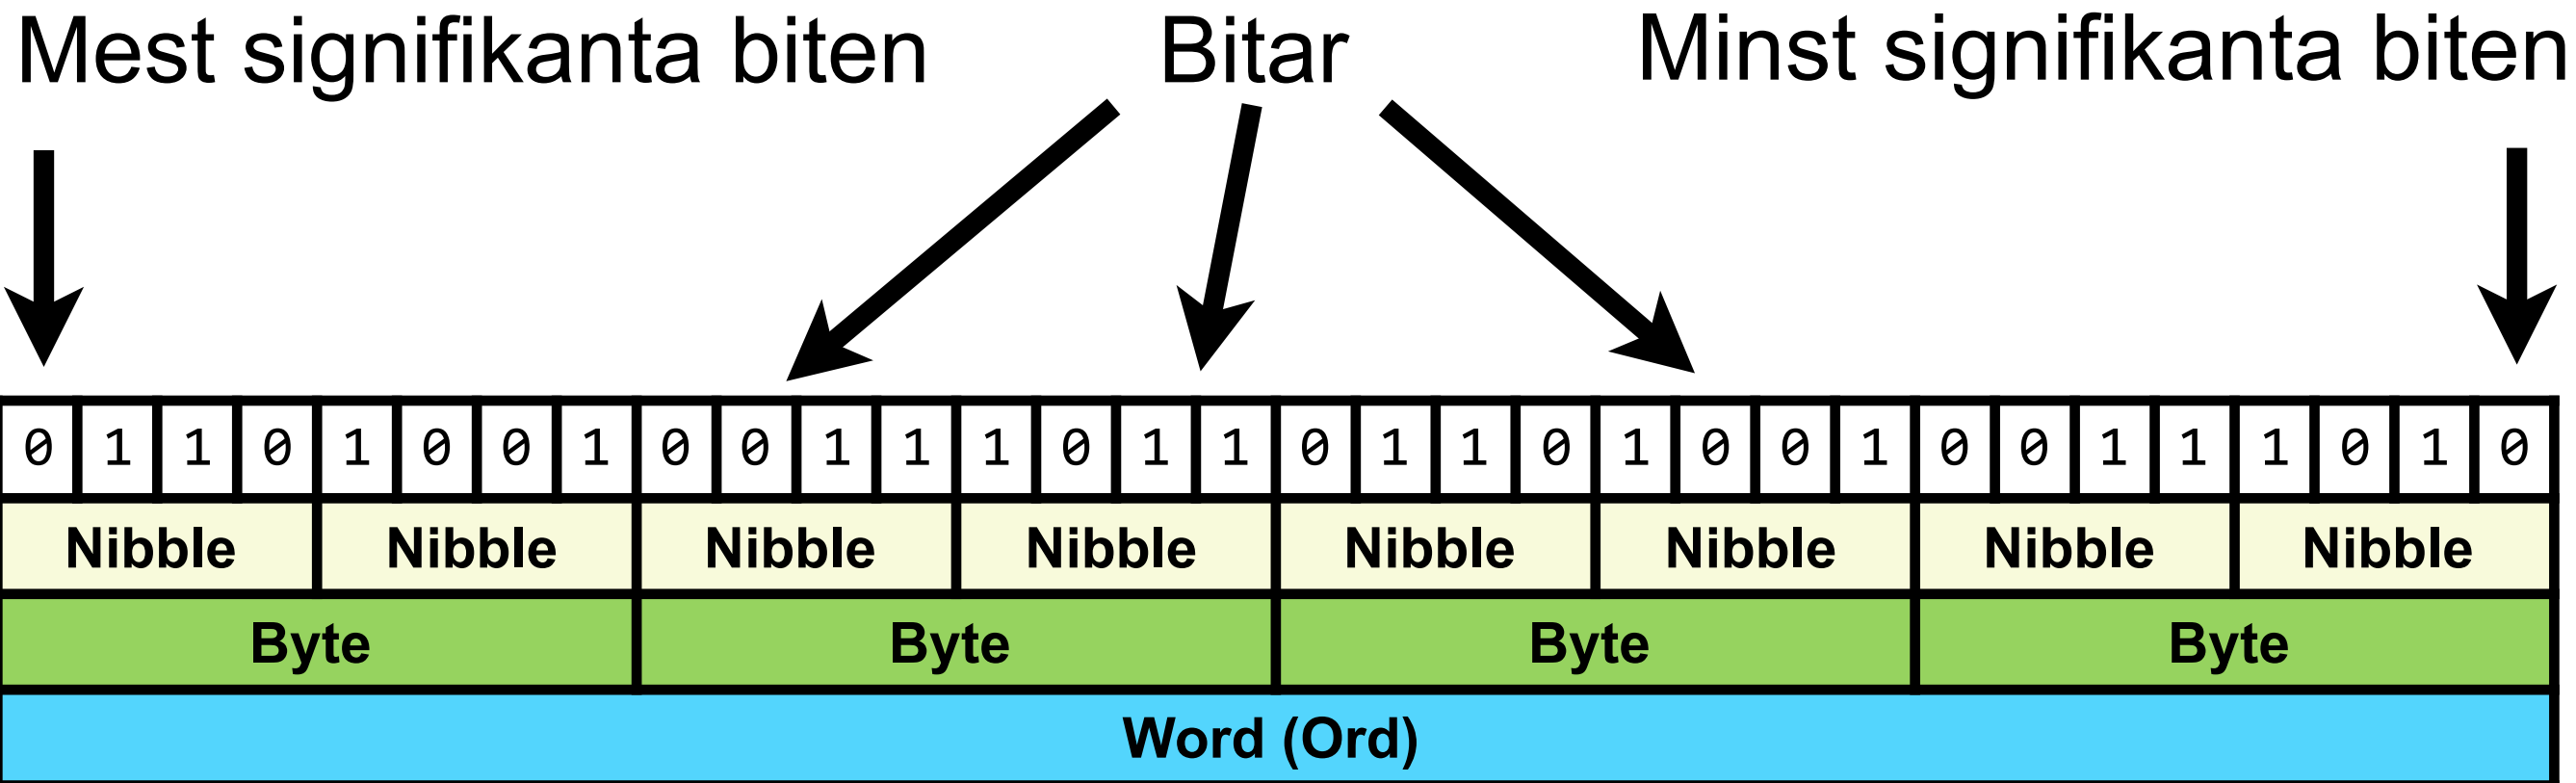 Mest signifikanta biten Bitar Minst signifikanta biten
0 1 1 0 1 0 0 1 0 0 1 1 1 0 1 1 0 1 1 0 1 0 0 1 0 0 1 1 1 0 1 0
Nibble Nibble Nibble Nibble Nibble Nibble Nibble Nibble
Byte Byte Byte Byte
Word (Ord)